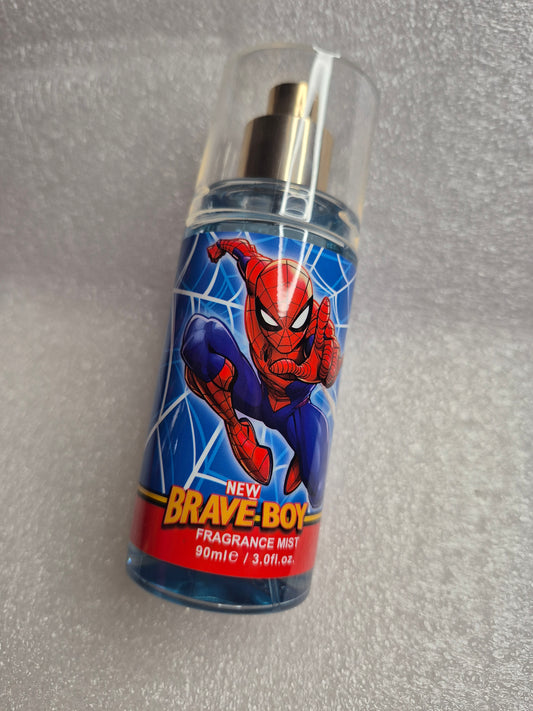 NEW
BRAVE-BOY
FRAGRANCE MIST
90ml℮ / 3.0fl.oz.